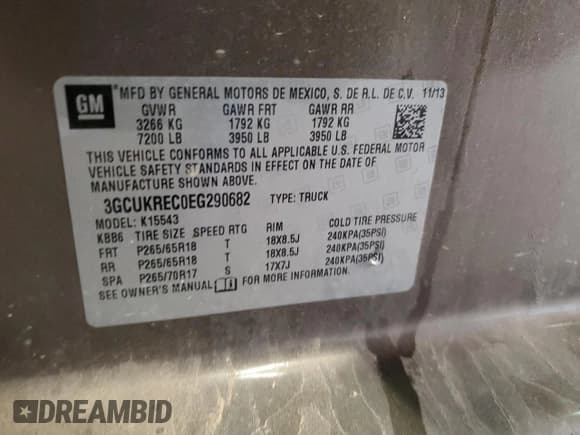 GM *MFD BY GENERAL MOTORS DE MEXICO, S. DE R.L. DE C.V. 11/13
GVWR GAWR FRT GAWR RR
3266 KG 1792 KG 1792 KG
7200 LB 3950 LB 3950 LB
THIS VEHICLE CONFORMS TO ALL APPLICABLE U.S. FEDERAL MOTOR
VEHICLE SAFETY STANDARDS IN EFFECT ON THE DATE OF
MANUFACTURE SHOWN ABOVE.
3GCUKREC0EG290682 TYPE: TRUCK
MODEL: K15543
KBB6 TIRE SIZE SPEED RTG RIM COLD TIRE PRESSURE
FRT P265/65R18 T 18X8.5J 240KPA(35PSI)
RR P265/65R18 T 18X8.5J 240KPA(35PSI)
SPA P265/70R17 S 17X7J 240KPA(35PSI)
SEE OWNER'S MANUAL FOR MORE INFORMATION.
DREAMBID